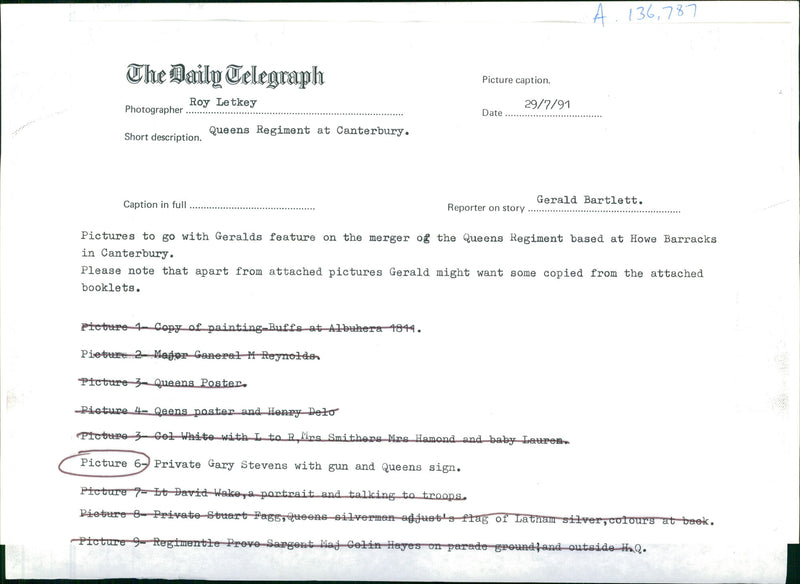 A. 136,787
The Daily Telegraph
Picture caption.
Photographer Roy Letkey
Date 29/7/91
Short description. Queens Regiment at Canterbury.
Caption in full
Reporter on story Gerald Bartlett.
Pictures to go with Geralds feature on the merger of the Queens Regiment based at Howe Barracks
in Canterbury.
Please note that apart from attached pictures Gerald might want some copied from the attached
booklets.
Picture 1- Copy of painting-Buffs at Albuhera 1811.
Picture 2- Major Ganeral M Reynolds.
Picture 3- Queens Poster.
Picture 4- Qeens poster and Henry Delo
Picture 5- Col White with L to R,Mrs Smithers Mrs Hamond and baby Lauren.
Picture 6- Private Gary Stevens with gun and Queens sign.
Picture 7- Lt David Wake,a portrait and talking to troops.
Picture 8- Private Stuart Fagg,Queens silverman adjust's flag of Latham silver,colours at back.
Picture 9- Regimentle Provo Sargent Maj Colin Hayes on parade ground;and outside H.Q.